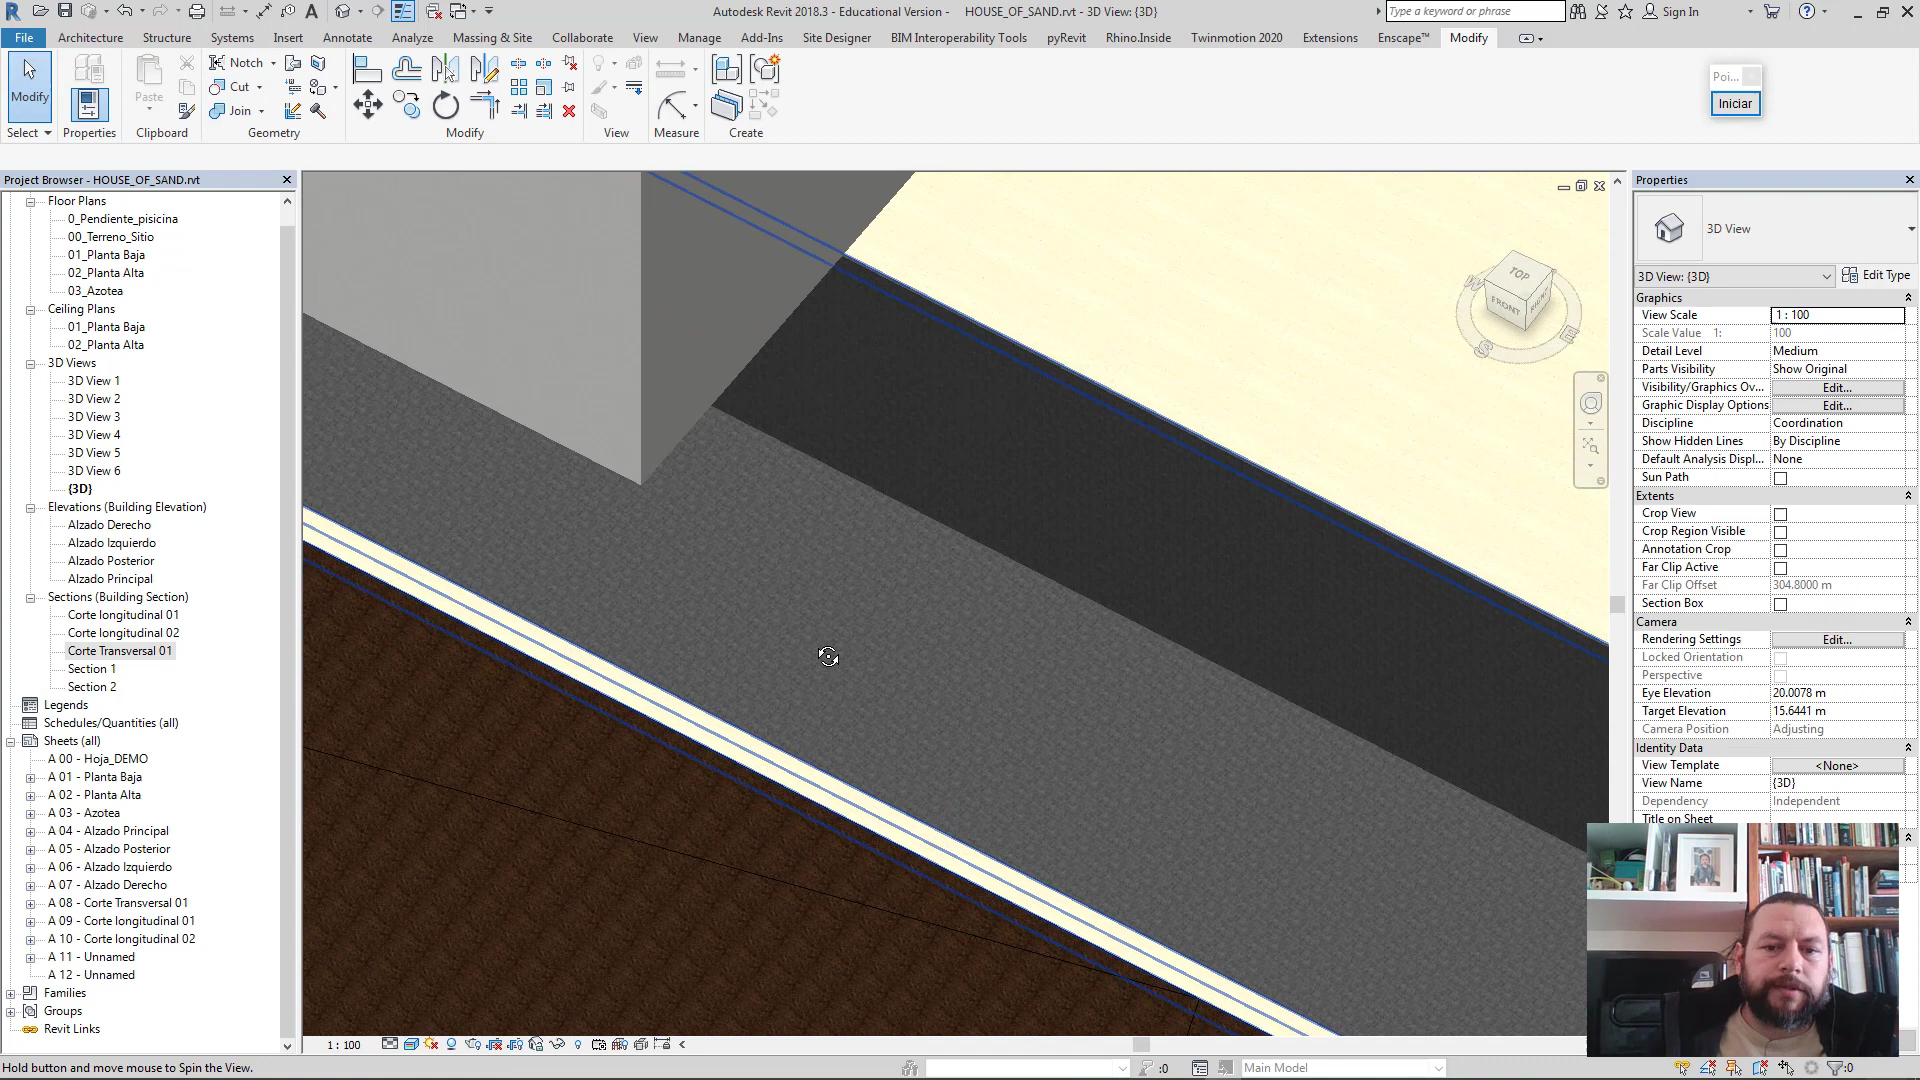 Autodesk Revit 2018.3 - Educational Version - HOUSE_OF_SAND.rvt - 3D View: {3D}
Type a keyword or phrase
Sign In
File Architecture Structure Systems Insert Annotate Analyze Massing & Site Collaborate View Manage Add-Ins Site Designer BIM Interoperability Tools pyRevit Rhino.Inside Twinmotion 2020 Extensions Enscape™ Modify
Modify
Paste
Notch
Cut
Join
Poi...
Iniciar
Select Properties Clipboard Geometry Modify View Measure Create
Project Browser - HOUSE_OF_SAND.rvt
Floor Plans
0_Pendiente_pisicina
00_Terreno_Sitio
01_Planta Baja
02_Planta Alta
03_Azotea
Ceiling Plans
01_Planta Baja
02_Planta Alta
3D Views
3D View 1
3D View 2
3D View 3
3D View 4
3D View 5
3D View 6
{3D}
Elevations (Building Elevation)
Alzado Derecho
Alzado Izquierdo
Alzado Posterior
Alzado Principal
Sections (Building Section)
Corte longitudinal 01
Corte longitudinal 02
Corte Transversal 01
Section 1
Section 2
Legends
Schedules/Quantities (all)
Sheets (all)
A 00 - Hoja_DEMO
A 01 - Planta Baja
A 02 - Planta Alta
A 03 - Azotea
A 04 - Alzado Principal
A 05 - Alzado Posterior
A 06 - Alzado Izquierdo
A 07 - Alzado Derecho
A 08 - Corte Transversal 01
A 09 - Corte longitudinal 01
A 10 - Corte longitudinal 02
A 11 - Unnamed
A 12 - Unnamed
Families
Groups
Revit Links
TOP
FRONT
RIGHT
W
S
E
Properties
3D View
3D View: {3D} Edit Type
Graphics
View Scale 1 : 100
Scale Value 1: 100
Detail Level Medium
Parts Visibility Show Original
Visibility/Graphics Ov... Edit...
Graphic Display Options Edit...
Discipline Coordination
Show Hidden Lines By Discipline
Default Analysis Displ... None
Sun Path
Extents
Crop View
Crop Region Visible
Annotation Crop
Far Clip Active
Far Clip Offset 304.8000 m
Section Box
Camera
Rendering Settings Edit...
Locked Orientation
Perspective
Eye Elevation 20.0078 m
Target Elevation 15.6441 m
Camera Position Adjusting
Identity Data
View Template <None>
View Name {3D}
Dependency Independent
Title on Sheet
1 : 100
Hold button and move mouse to Spin the View.
:0
Main Model
:0